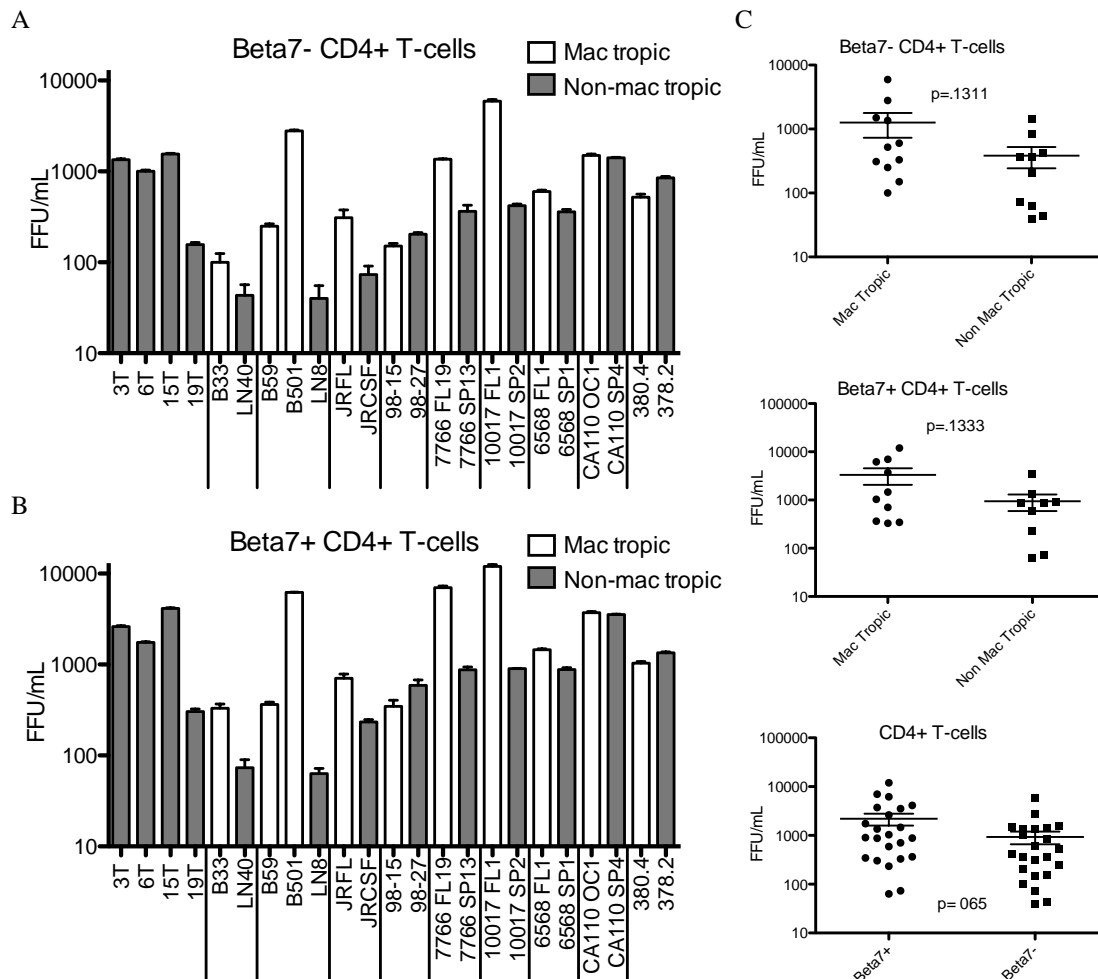 A
Beta7- CD4+ T-cells
Mac tropic
Non-mac tropic
FFU/mL
10000
1000
100
10
3T
6T
15T
19T
B33
LN40
B59
B501
LN8
JRFL
JRCSF
98-15
98-27
7766 FL19
7766 SP13
10017 FL1
10017 SP2
6568 FL1
6568 SP1
CA110 OC1
CA110 SP4
380.4
378.2
B
Beta7+ CD4+ T-cells
Mac tropic
Non-mac tropic
FFU/mL
10000
1000
100
10
3T
6T
15T
19T
B33
LN40
B59
B501
LN8
JRFL
JRCSF
98-15
98-27
7766 FL19
7766 SP13
10017 FL1
10017 SP2
6568 FL1
6568 SP1
CA110 OC1
CA110 SP4
380.4
378.2
C
Beta7- CD4+ T-cells
p=.1311
FFU/mL
10000
1000
100
10
Mac Tropic
Non Mac Tropic
Beta7+ CD4+ T-cells
p=.1333
FFU/mL
100000
10000
1000
100
10
Mac Tropic
Non Mac Tropic
CD4+ T-cells
FFU/mL
100000
10000
1000
100
10
p= 065
Beta7+
Beta7-